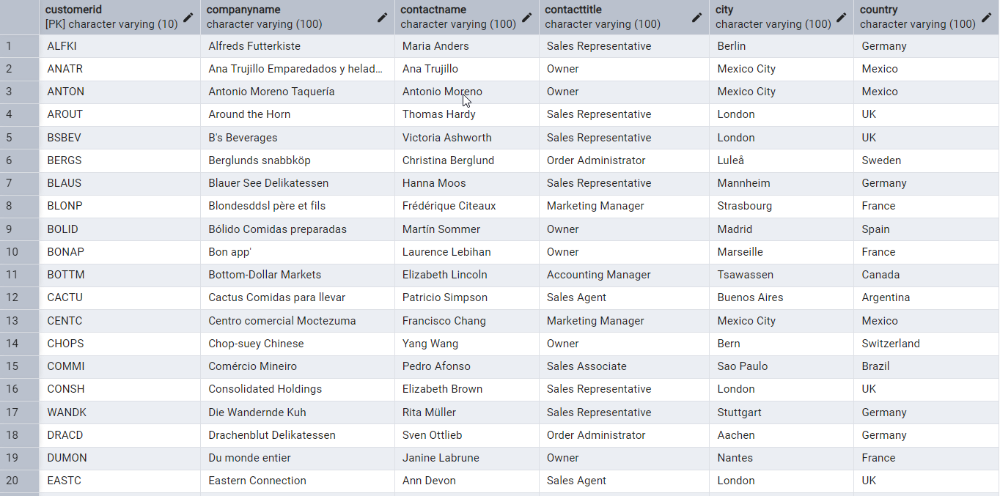 customerid companyname contactname contacttitle city country
[PK] character varying (10) character varying (100) character varying (100) character varying (100) character varying (100) character varying (100)
1 ALFKI Alfreds Futterkiste Maria Anders Sales Representative Berlin Germany
2 ANATR Ana Trujillo Emparedados y helad... Ana Trujillo Owner Mexico City Mexico
3 ANTON Antonio Moreno Taquería Antonio Moreno Owner Mexico City Mexico
4 AROUT Around the Horn Thomas Hardy Sales Representative London UK
5 BSBEV B's Beverages Victoria Ashworth Sales Representative London UK
6 BERGS Berglunds snabbköp Christina Berglund Order Administrator Luleå Sweden
7 BLAUS Blauer See Delikatessen Hanna Moos Sales Representative Mannheim Germany
8 BLONP Blondesddsl père et fils Frédérique Citeaux Marketing Manager Strasbourg France
9 BOLID Bólido Comidas preparadas Martín Sommer Owner Madrid Spain
10 BONAP Bon app' Laurence Lebihan Owner Marseille France
11 BOTTM Bottom-Dollar Markets Elizabeth Lincoln Accounting Manager Tsawassen Canada
12 CACTU Cactus Comidas para llevar Patricio Simpson Sales Agent Buenos Aires Argentina
13 CENTC Centro comercial Moctezuma Francisco Chang Marketing Manager Mexico City Mexico
14 CHOPS Chop-suey Chinese Yang Wang Owner Bern Switzerland
15 COMMI Comércio Mineiro Pedro Afonso Sales Associate Sao Paulo Brazil
16 CONSH Consolidated Holdings Elizabeth Brown Sales Representative London UK
17 WANDK Die Wandernde Kuh Rita Müller Sales Representative Stuttgart Germany
18 DRACD Drachenblut Delikatessen Sven Ottlieb Order Administrator Aachen Germany
19 DUMON Du monde entier Janine Labrune Owner Nantes France
20 EASTC Eastern Connection Ann Devon Sales Agent London UK